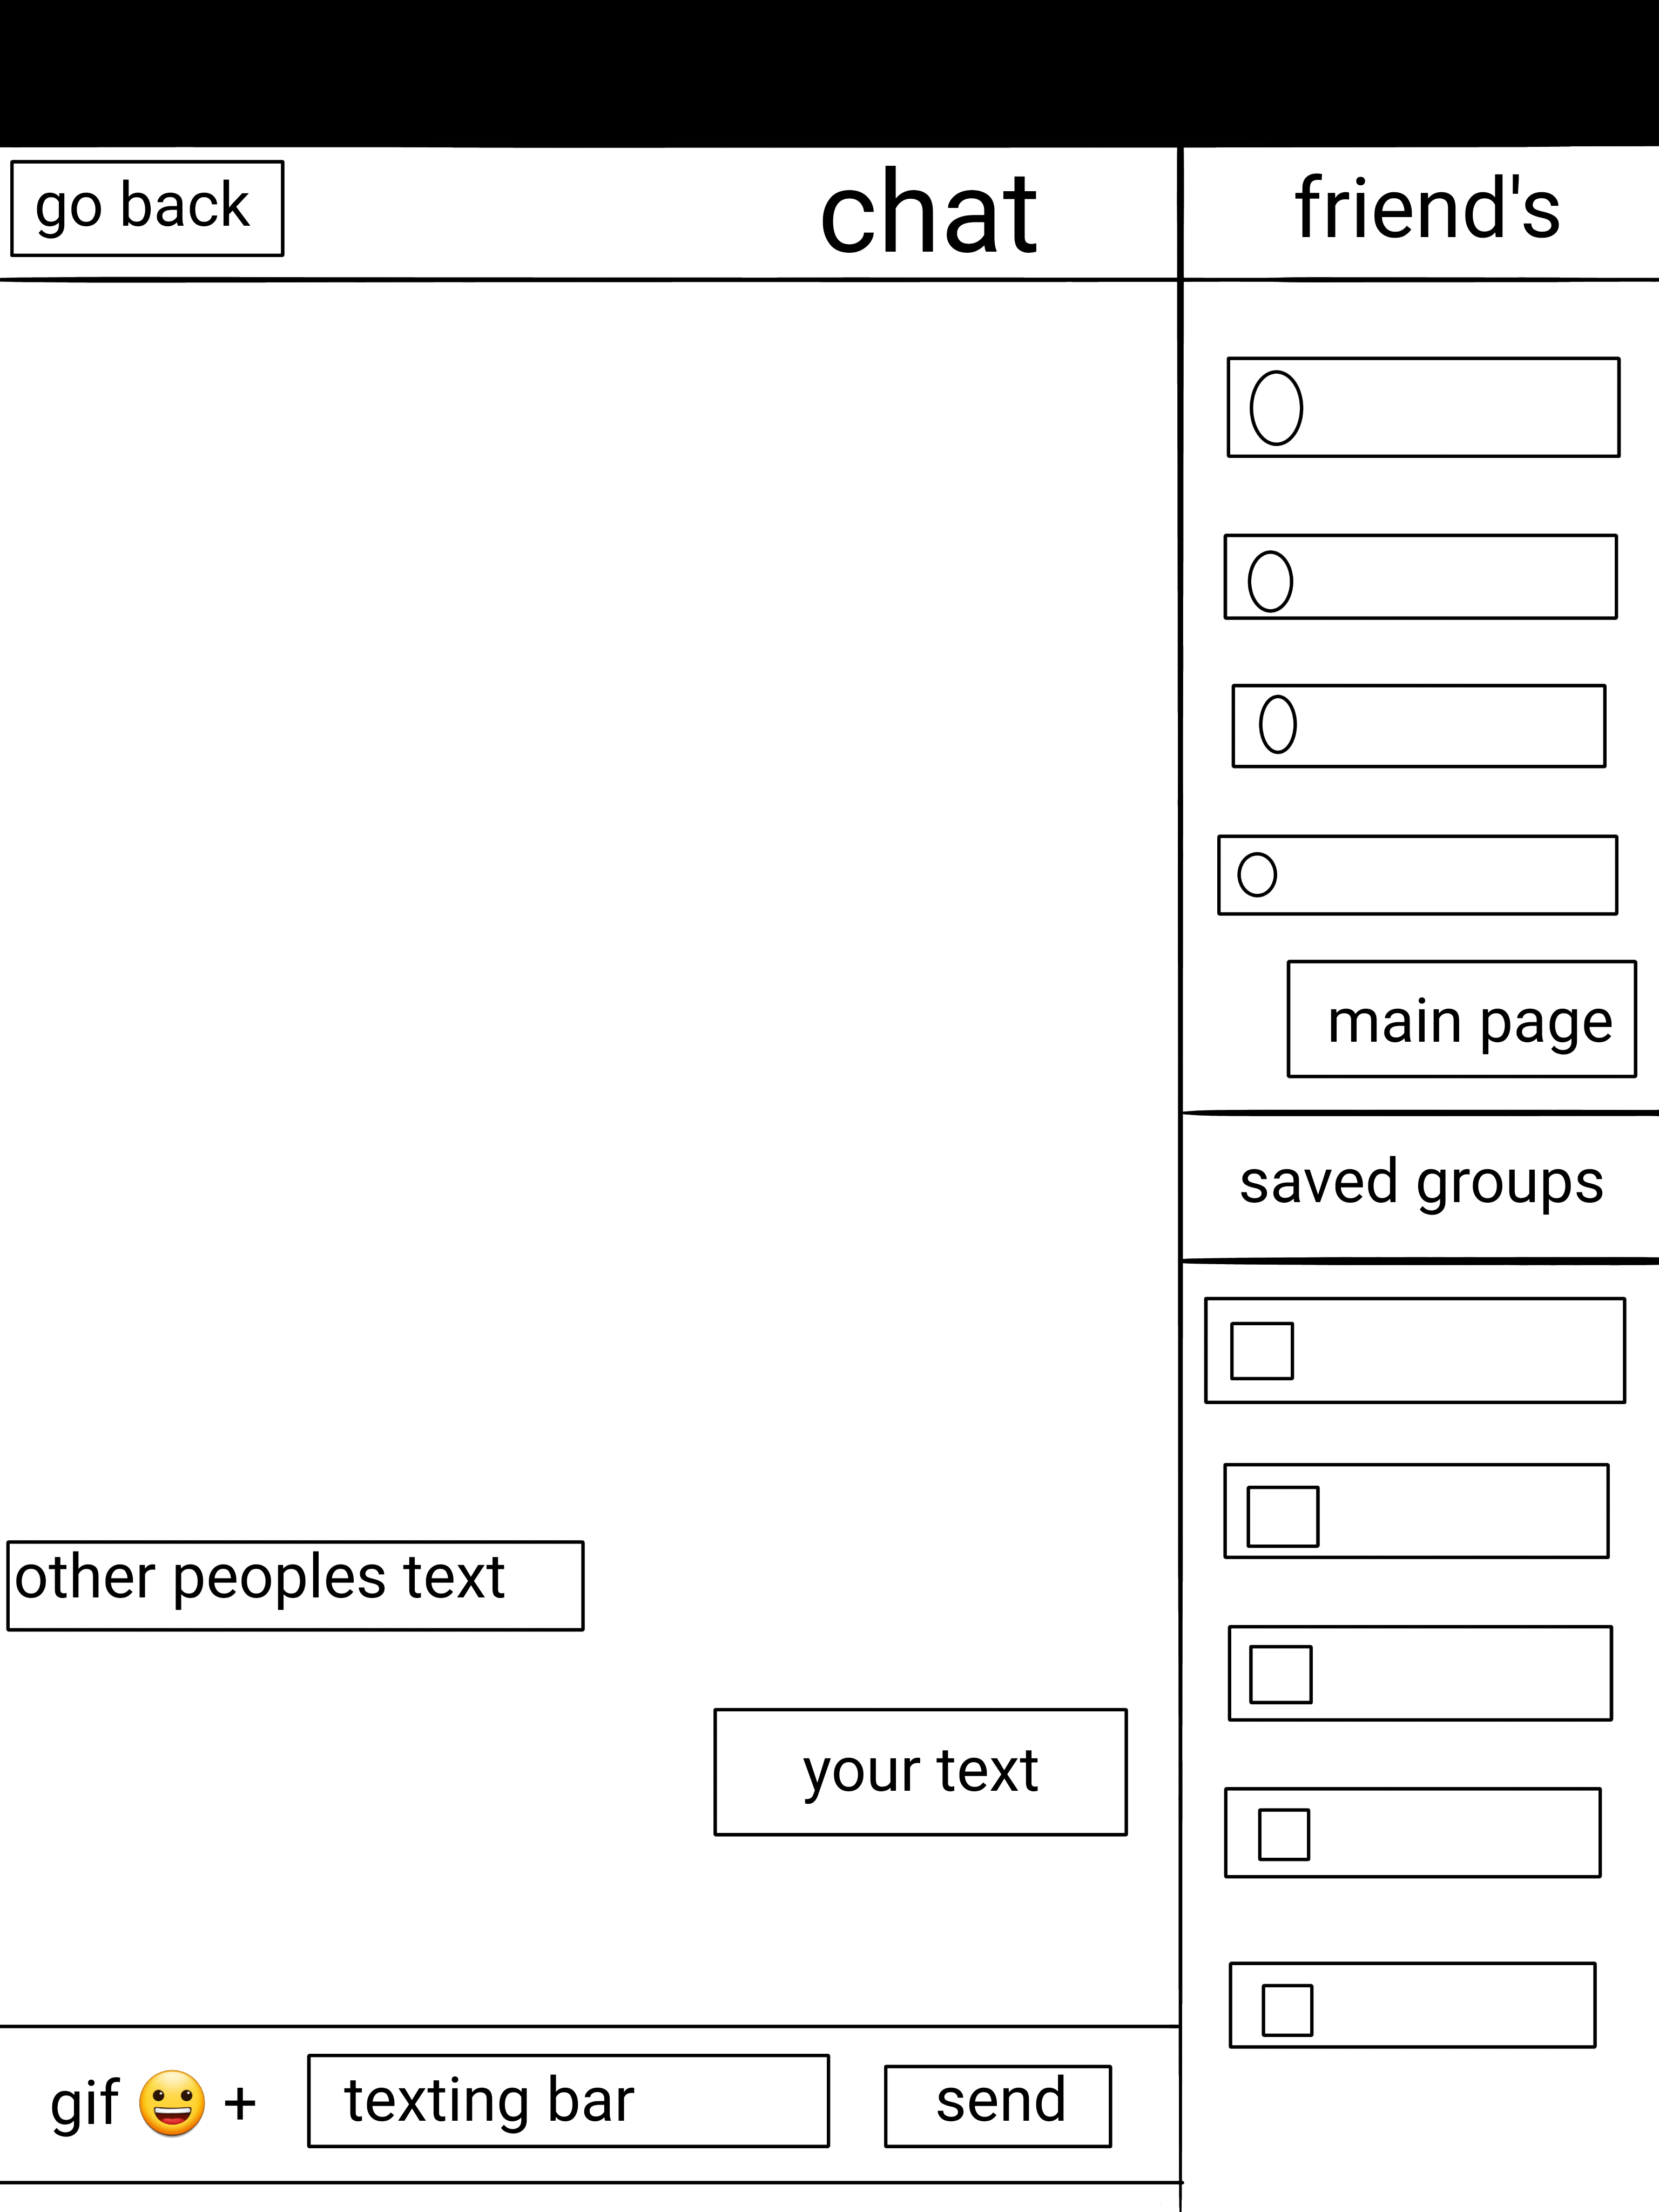 go back
chat
friend's
main page
saved groups
other peoples text
your text
gif 😀 +
texting bar
send